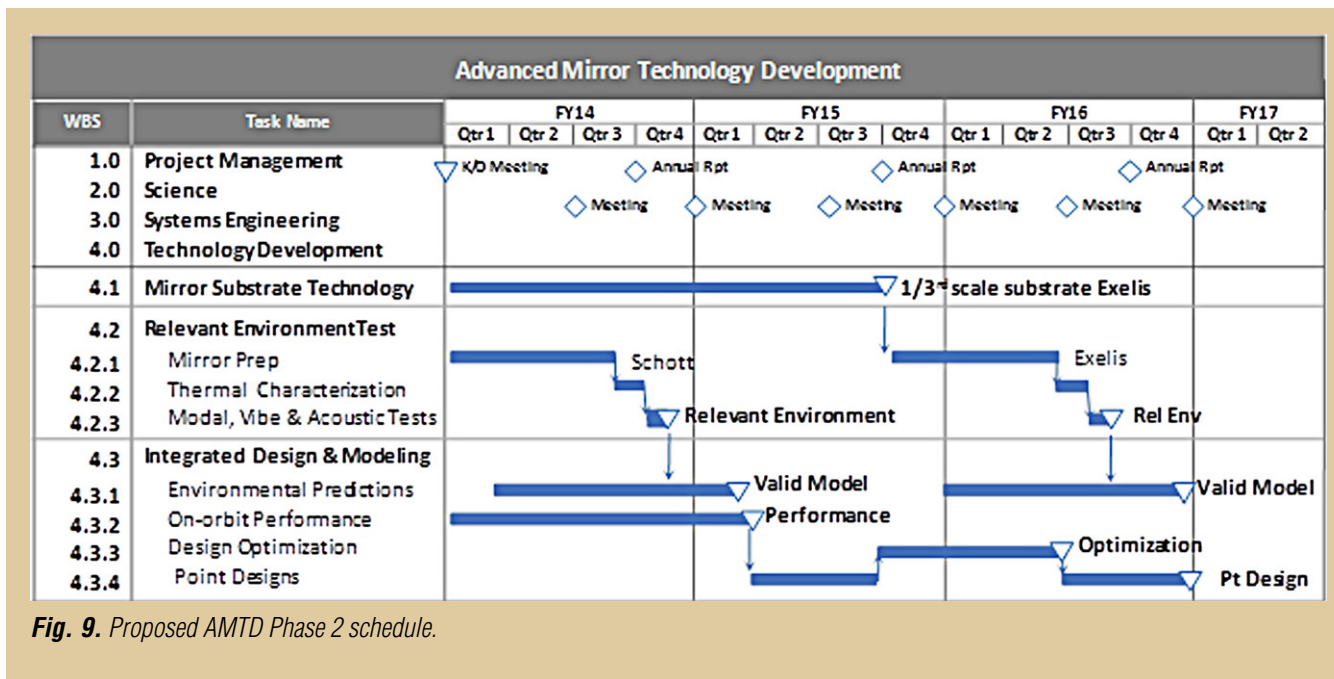 Advanced Mirror Technology Development
WBS Task Name FY14 FY15 FY16 FY17
Qtr 1 Qtr 2 Qtr 3 Qtr 4 Qtr 1 Qtr 2 Qtr 3 Qtr 4 Qtr 1 Qtr 2 Qtr 3 Qtr 4 Qtr 1 Qtr 2
1.0 Project Management K/O Meeting Annual Rpt Annual Rpt Annual Rpt
2.0 Science
Meeting Meeting Meeting Meeting Meeting Meeting
3.0 Systems Engineering
4.0 Technology Development
4.1 Mirror Substrate Technology 1/3rd scale substrate Exelis
4.2 Relevant Environment Test
4.2.1 Mirror Prep Schott Exelis
4.2.2 Thermal Characterization
4.2.3 Modal, Vibe & Acoustic Tests Relevant Environment Rel Env
4.3 Integrated Design & Modeling
4.3.1 Environmental Predictions Valid Model Valid Model
4.3.2 On-orbit Performance Performance
4.3.3 Design Optimization Optimization
4.3.4 Point Designs Pt Design
Fig. 9. Proposed AMTD Phase 2 schedule.